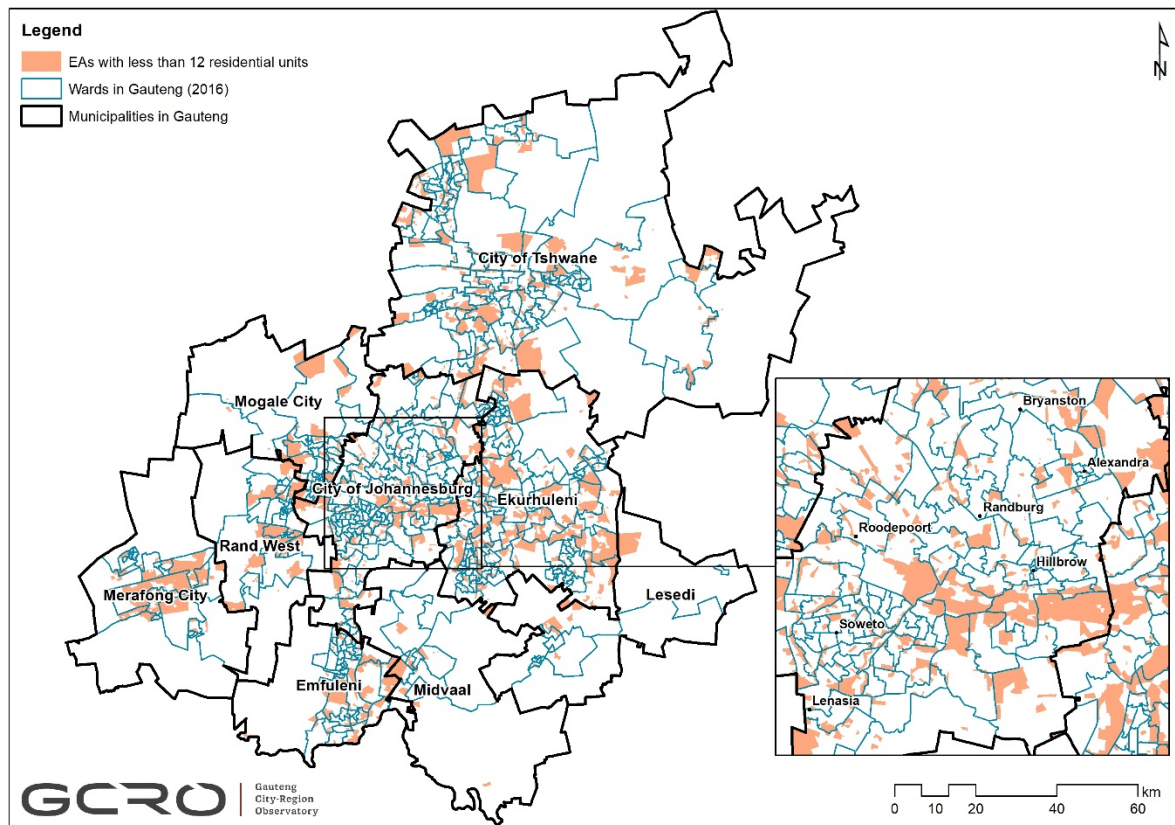 Legend
EAs with less than 12 residential units
Wards in Gauteng (2016)
Municipalities in Gauteng
N
City of Tshwane
Mogale City
City of Johannesburg
Ekurhuleni
Rand West
Merafong City
Lesedi
Emfuleni
Midvaal
Bryanston
Alexandra
Randburg
Roodepoort
Hillbrow
Soweto
Lenasia
GCRO
Gauteng
City-Region
Observatory
km
0 10 20 40 60